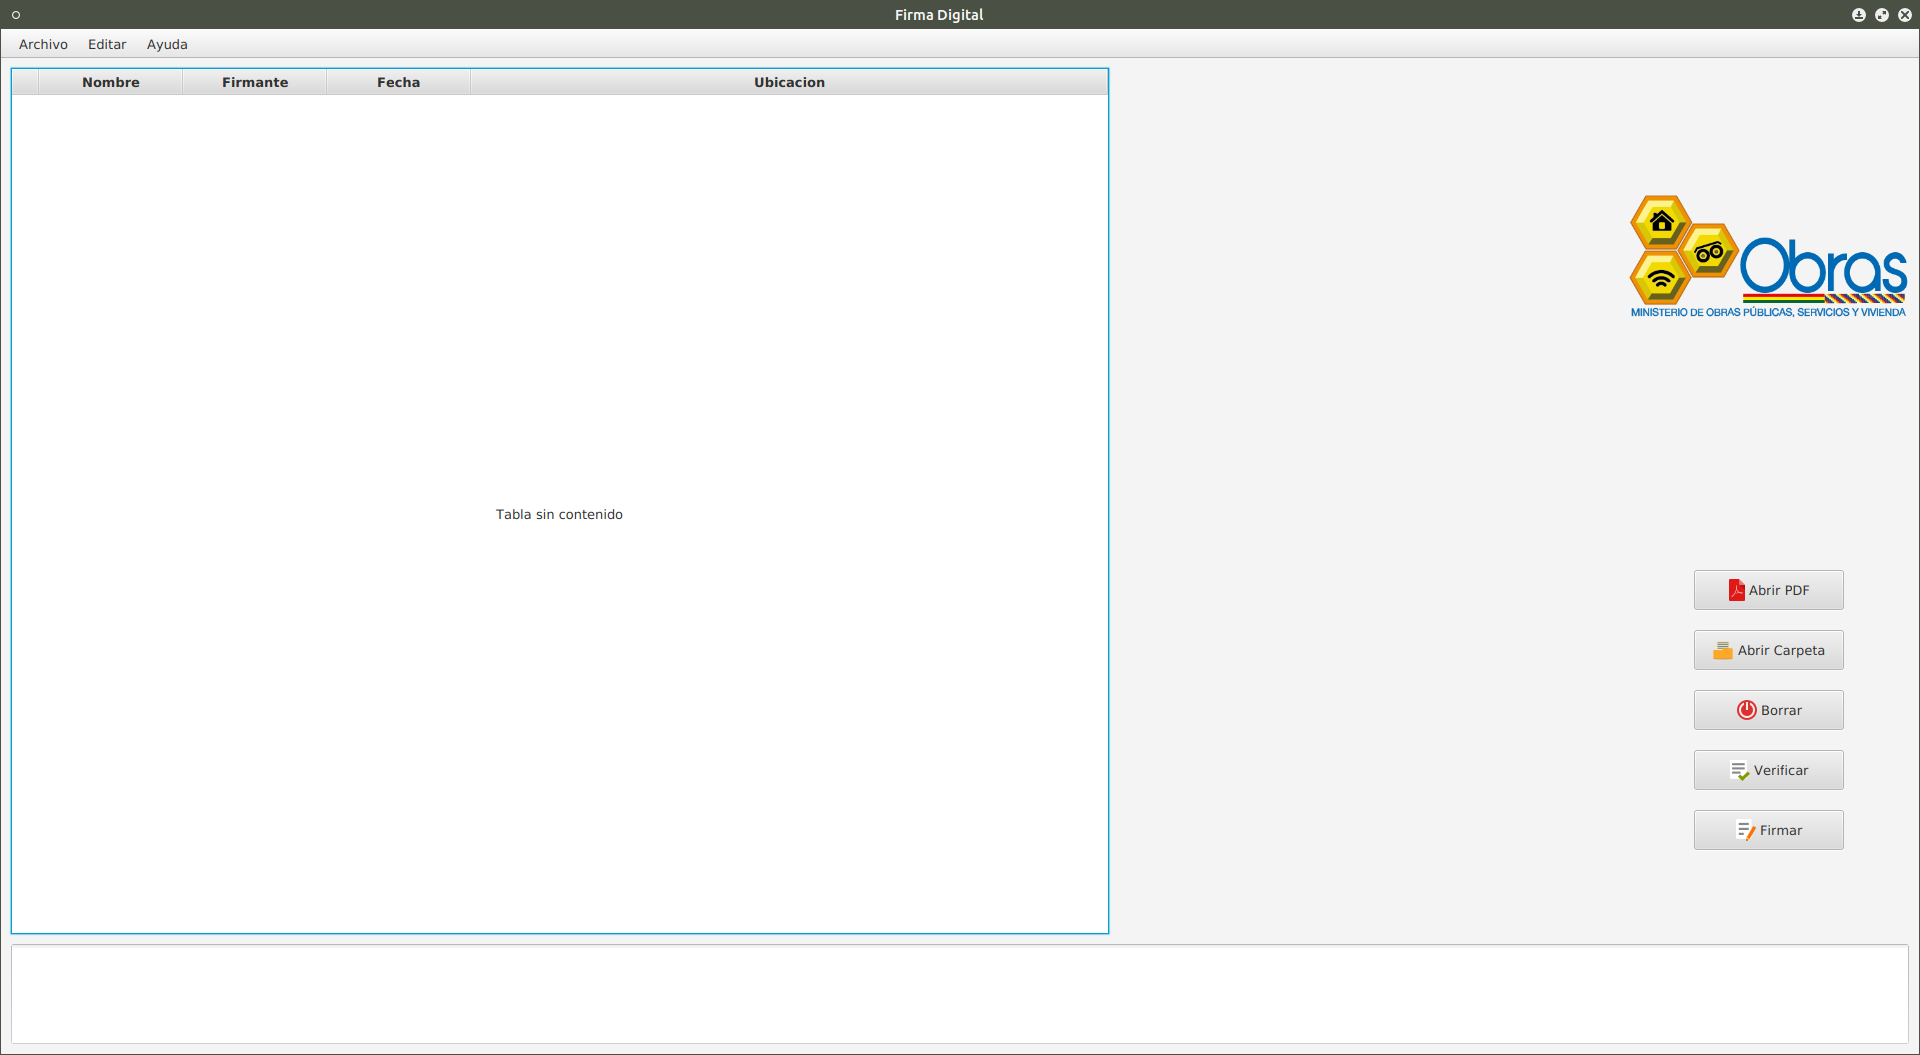 Firma Digital
Archivo Editar Ayuda
Nombre Firmante Fecha Ubicacion
Obras
MINISTERIO DE OBRAS PÚBLICAS, SERVICIOS Y VIVIENDA
Tabla sin contenido
Abrir PDF
Abrir Carpeta
Borrar
Verificar
Firmar